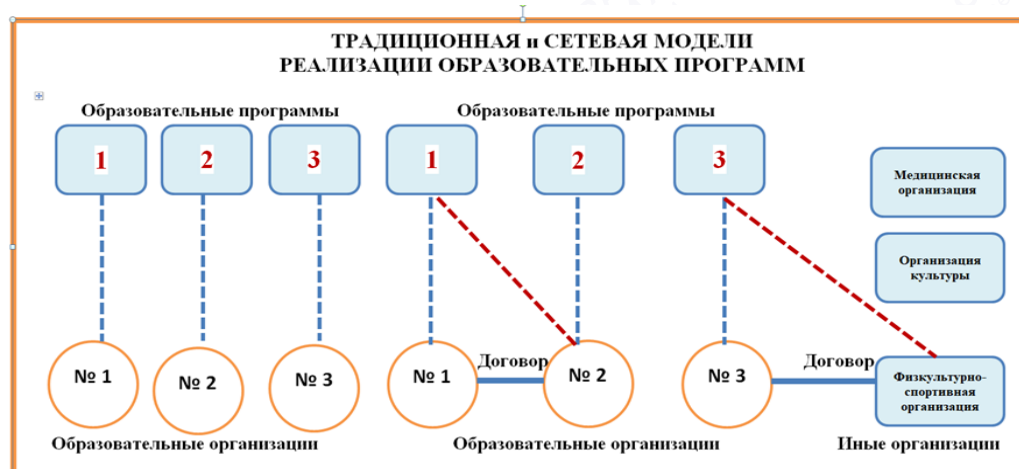 ТРАДИЦИОННАЯ и СЕТЕВАЯ МОДЕЛИ
РЕАЛИЗАЦИИ ОБРАЗОВАТЕЛЬНЫХ ПРОГРАММ
Образовательные программы
Образовательные программы
1
2
3
1
2
3
Медицинская
организация
Организация
культуры
№ 1
№ 2
№ 3
№ 1
Договор
№ 2
№ 3
Договор
Физкультурно-
спортивная
организация
Образовательные организации
Образовательные организации
Иные организации